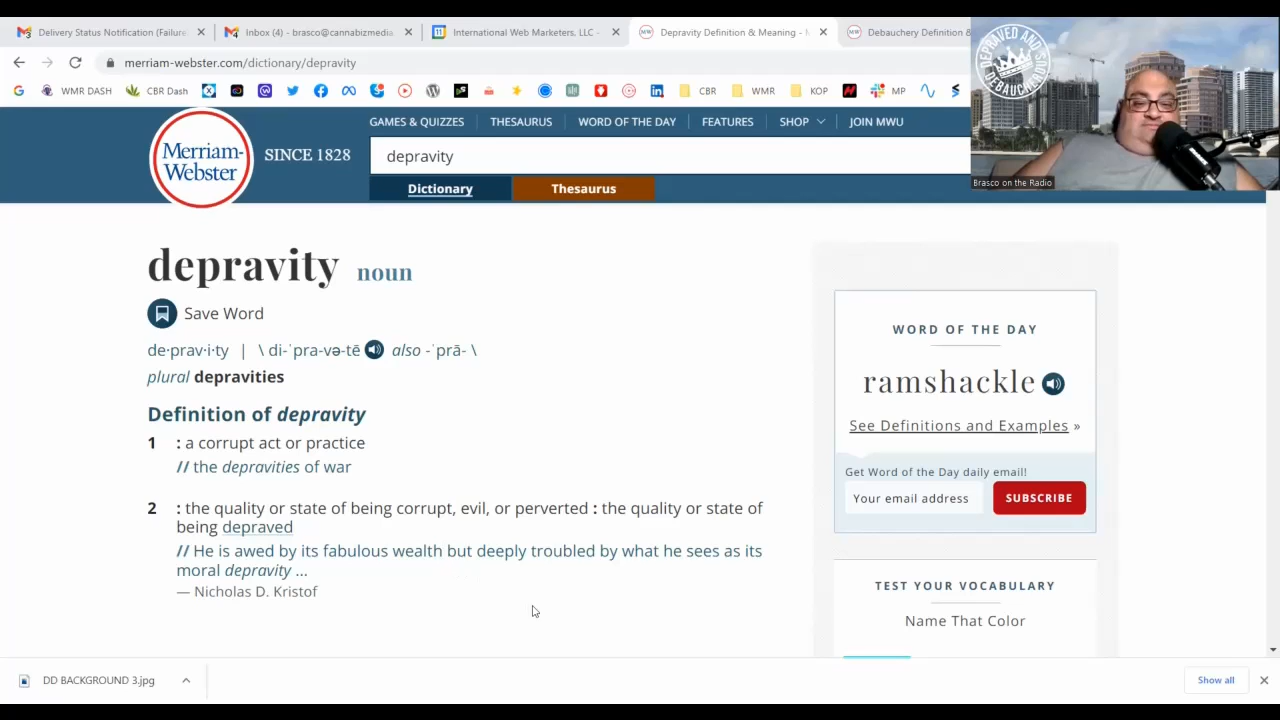 Delivery Status Notification (Failure
Inbox (4) - brasco@cannabizmedia
International Web Marketers, LLC -
Depravity Definition & Meaning - M
Debauchery Definition &
merriam-webster.com/dictionary/depravity
WMR DASH
CBR Dash
CBR
WMR
KOP
MP
DEPRAVED AND
DEBAUCHEROUS
Brasco on the Radio
Merriam-
Webster
SINCE 1828
GAMES & QUIZZES
THESAURUS
WORD OF THE DAY
FEATURES
SHOP
JOIN MWU
depravity
Dictionary
Thesaurus
depravity noun
Save Word
de·prav·i·ty | \ di-ˈpra-və-tē also -ˈprā- \
plural depravities
Definition of depravity
1 : a corrupt act or practice
// the depravities of war
2 : the quality or state of being corrupt, evil, or perverted : the quality or state of
being depraved
// He is awed by its fabulous wealth but deeply troubled by what he sees as its
moral depravity ...
— Nicholas D. Kristof
WORD OF THE DAY
ramshackle
See Definitions and Examples »
Get Word of the Day daily email!
Your email address
SUBSCRIBE
TEST YOUR VOCABULARY
Name That Color
DD BACKGROUND 3.jpg
Show all